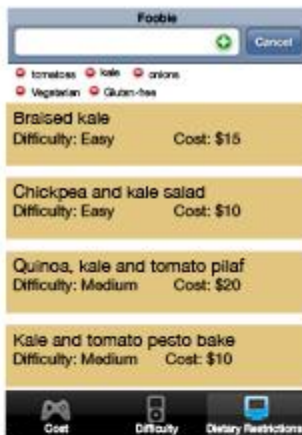 Foobie
Cancel
tomatoes kale onions
Vegetarian Gluten-free
Braised kale
Difficulty: Easy Cost: $15
Chickpea and kale salad
Difficulty: Easy Cost: $10
Quinoa, kale and tomato pilaf
Difficulty: Medium Cost: $20
Kale and tomato pesto bake
Difficulty: Medium Cost: $10
Cost Difficulty Dietary Restrictions